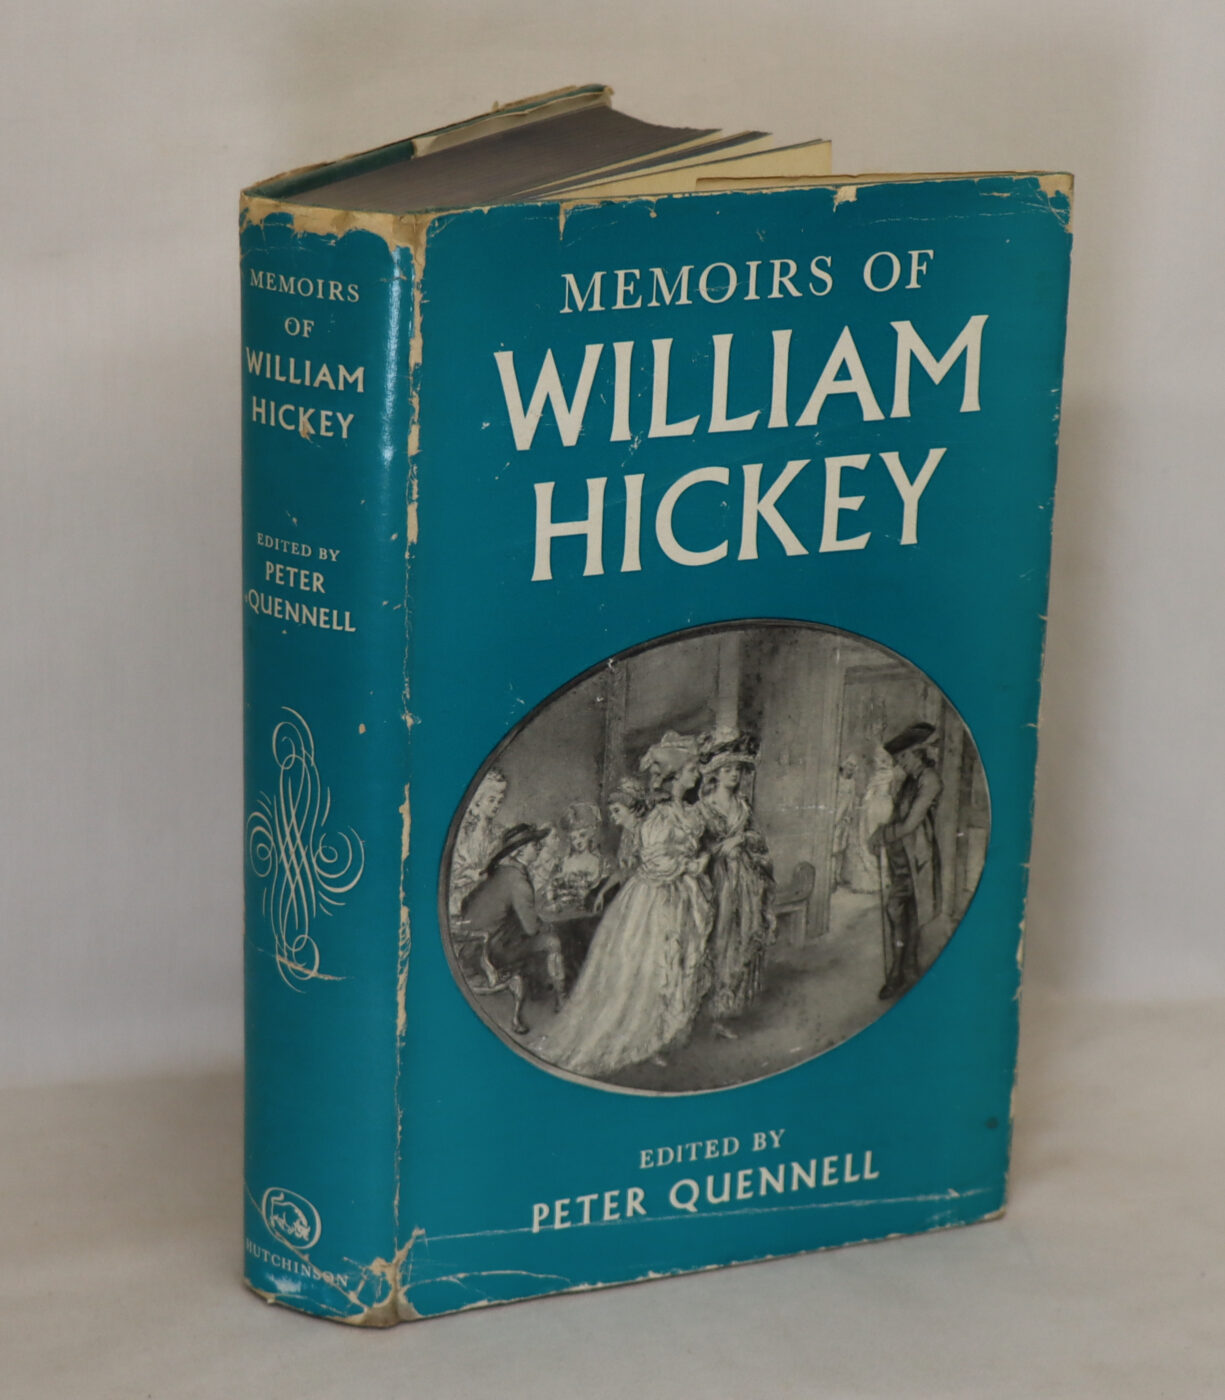 MEMOIRS
OF
WILLIAM
HICKEY
EDITED BY
PETER
QUENNELL
HUTCHINSON
MEMOIRS OF
WILLIAM
HICKEY
EDITED BY
PETER QUENNELL